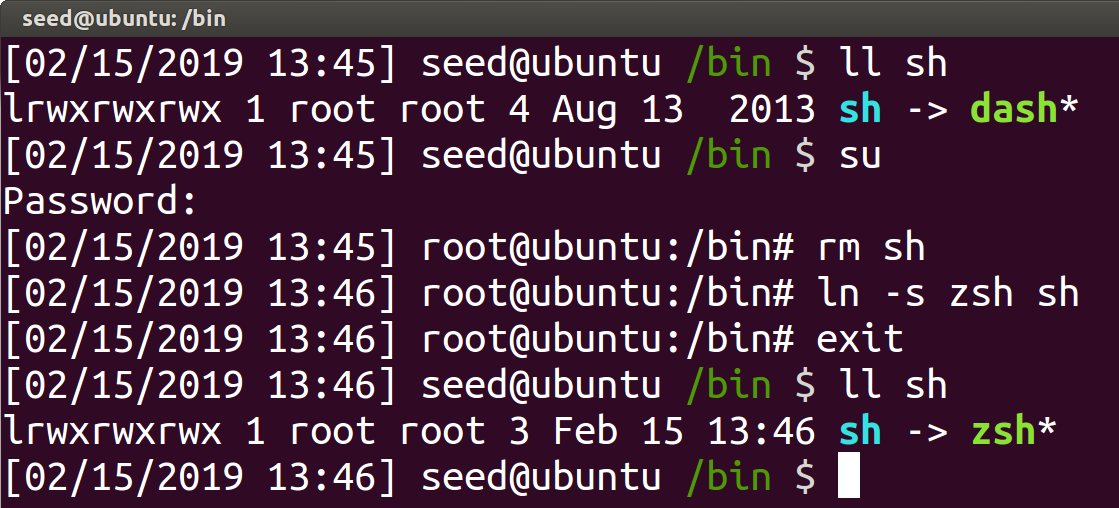 seed@ubuntu: /bin
[02/15/2019 13:45] seed@ubuntu /bin $ ll sh
lrwxrwxrwx 1 root root 4 Aug 13  2013 sh -> dash*
[02/15/2019 13:45] seed@ubuntu /bin $ su
Password:
[02/15/2019 13:45] root@ubuntu:/bin# rm sh
[02/15/2019 13:46] root@ubuntu:/bin# ln -s zsh sh
[02/15/2019 13:46] root@ubuntu:/bin# exit
[02/15/2019 13:46] seed@ubuntu /bin $ ll sh
lrwxrwxrwx 1 root root 3 Feb 15 13:46 sh -> zsh*
[02/15/2019 13:46] seed@ubuntu /bin $